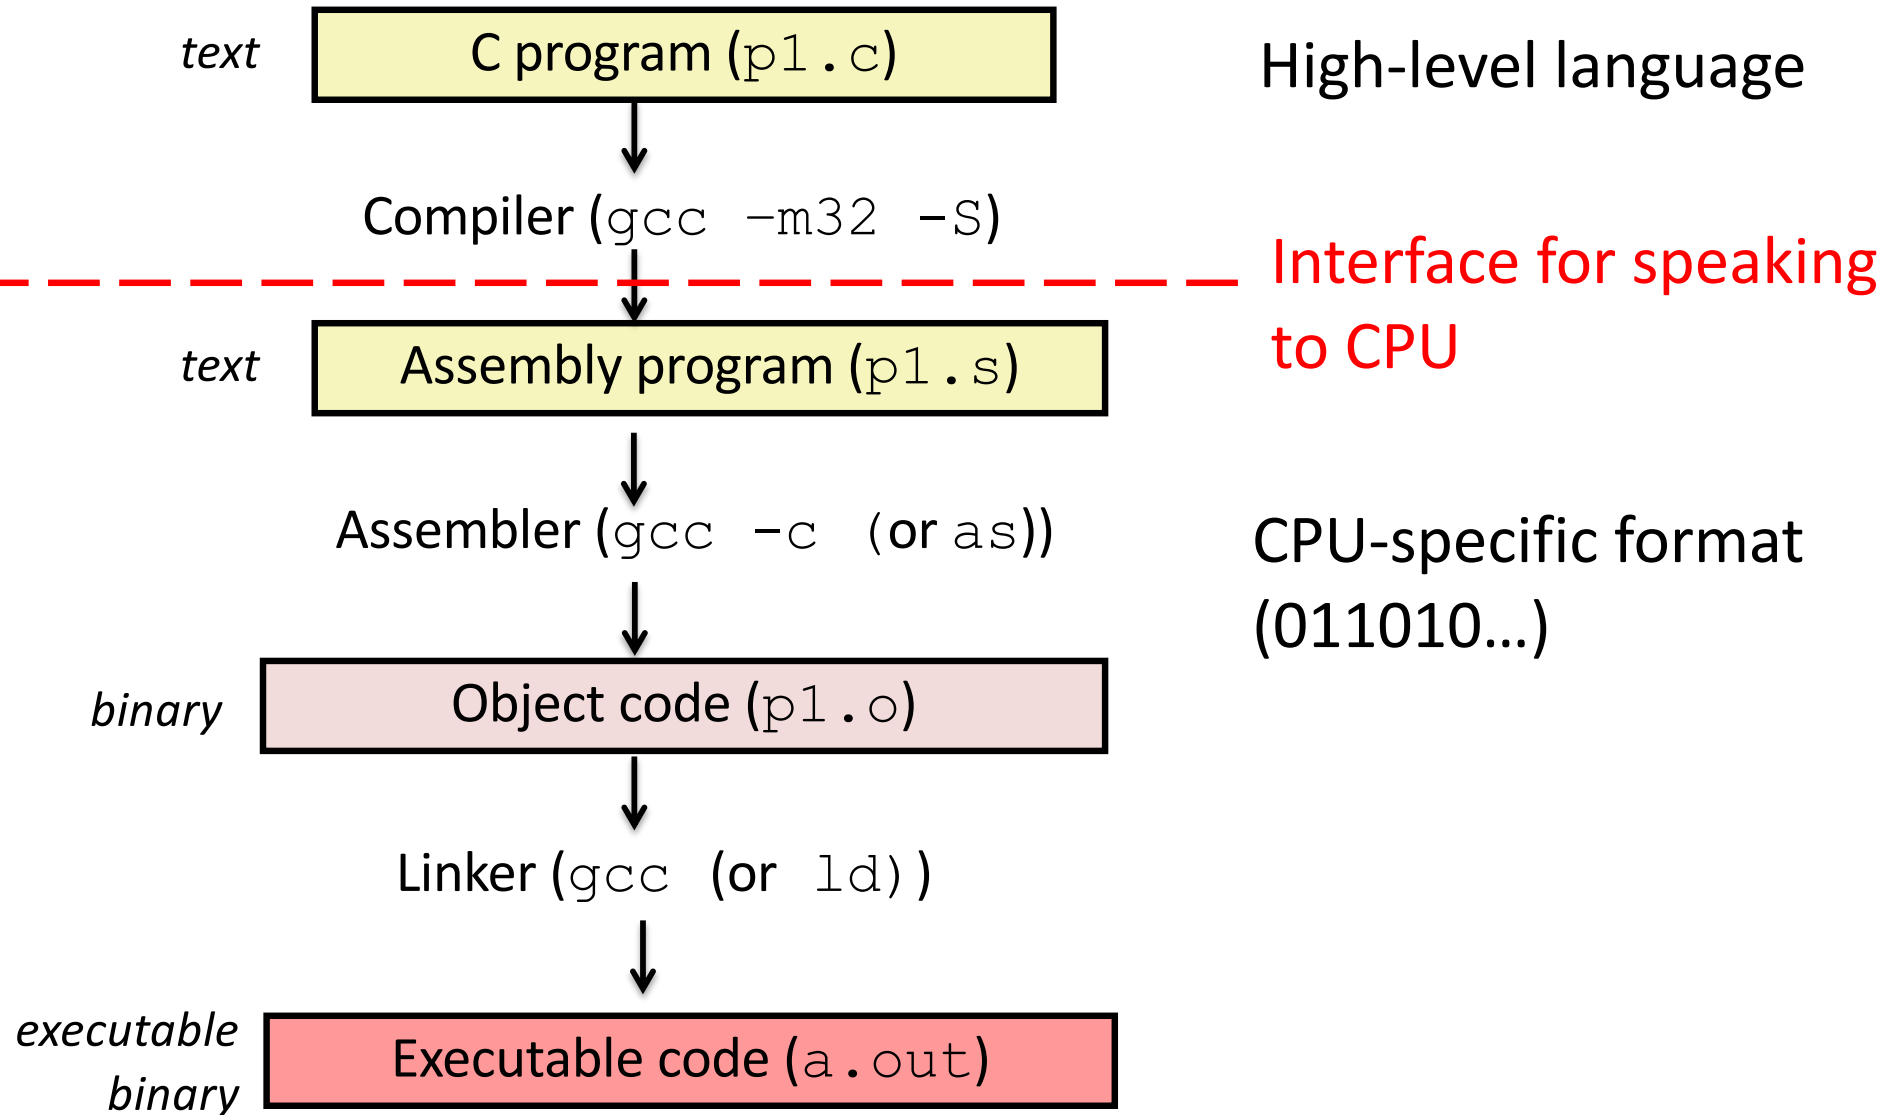 text
C program (p1.c)
High-level language
Compiler (gcc –m32 -S)
Interface for speaking
to CPU
text
Assembly program (p1.s)
Assembler (gcc -c (or as))
CPU-specific format
(011010…)
binary
Object code (p1.o)
Linker (gcc (or ld))
executable
binary
Executable code (a.out)